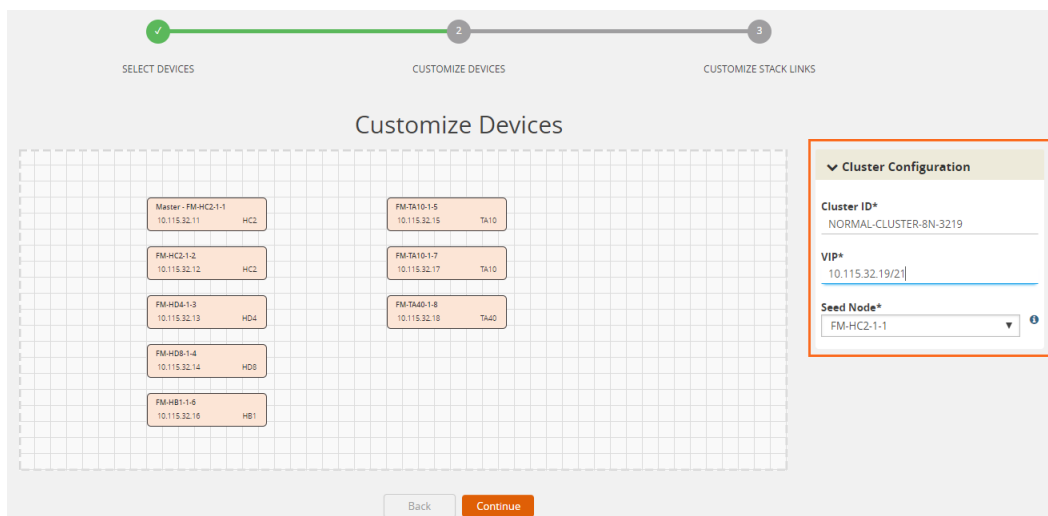 2
3
SELECT DEVICES
CUSTOMIZE DEVICES
CUSTOMIZE STACK LINKS
Customize Devices
Master - FM-HC2-1-1
10.115.32.11 HC2
FM-HC2-1-2
10.115.32.12 HC2
FM-HD4-1-3
10.115.32.13 HD4
FM-HD8-1-4
10.115.32.14 HD8
FM-HB1-1-6
10.115.32.16 HB1
FM-TA10-1-5
10.115.32.15 TA10
FM-TA10-1-7
10.115.32.17 TA10
FM-TA40-1-8
10.115.32.18 TA40
Cluster Configuration
Cluster ID*
NORMAL-CLUSTER-8N-3219
VIP*
10.115.32.19/21
Seed Node*
FM-HC2-1-1
Back
Continue